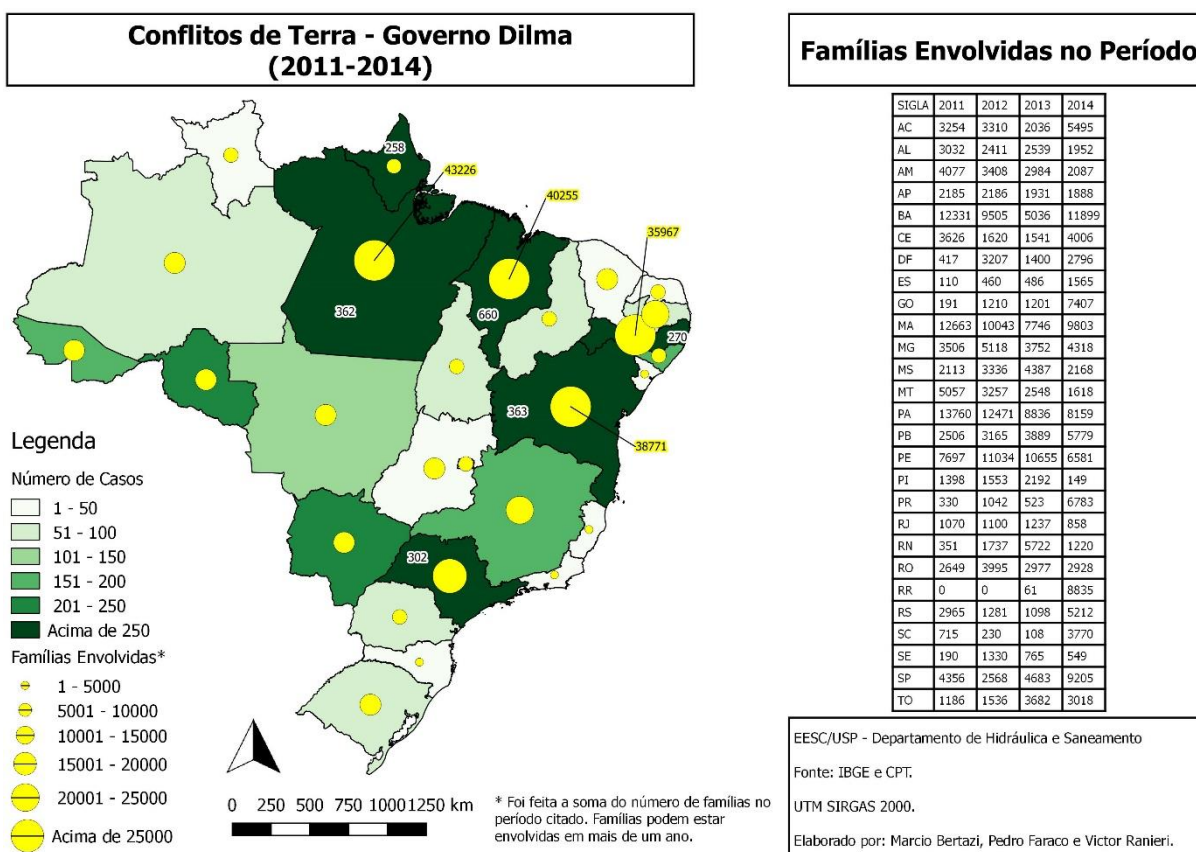 Conflitos de Terra - Governo Dilma
(2011-2014)
258
43226
40255
35967
362
660
270
363
38771
302
Legenda
Número de Casos
1 - 50
51 - 100
101 - 150
151 - 200
201 - 250
Acima de 250
Famílias Envolvidas*
1 - 5000
5001 - 10000
10001 - 15000
15001 - 20000
20001 - 25000
Acima de 25000
0 250 500 750 1000 1250 km
* Foi feita a soma do número de famílias no
período citado. Famílias podem estar
envolvidas em mais de um ano.
Famílias Envolvidas no Período
SIGLA 2011 2012 2013 2014
AC 3254 3310 2036 5495
AL 3032 2411 2539 1952
AM 4077 3408 2984 2087
AP 2185 2186 1931 1888
BA 12331 9505 5036 11899
CE 3626 1620 1541 4006
DF 417 3207 1400 2796
ES 110 460 486 1565
GO 191 1210 1201 7407
MA 12663 10043 7746 9803
MG 3506 5118 3752 4318
MS 2113 3336 4387 2168
MT 5057 3257 2548 1618
PA 13760 12471 8836 8159
PB 2506 3165 3889 5779
PE 7697 11034 10655 6581
PI 1398 1553 2192 149
PR 330 1042 523 6783
RJ 1070 1100 1237 858
RN 351 1737 5722 1220
RO 2649 3995 2977 2928
RR 0 0 61 8835
RS 2965 1281 1098 5212
SC 715 230 108 3770
SE 190 1330 765 549
SP 4356 2568 4683 9205
TO 1186 1536 3682 3018
EESC/USP - Departamento de Hidráulica e Saneamento
Fonte: IBGE e CPT.
UTM SIRGAS 2000.
Elaborado por: Marcio Bertazi, Pedro Faraco e Victor Ranieri.